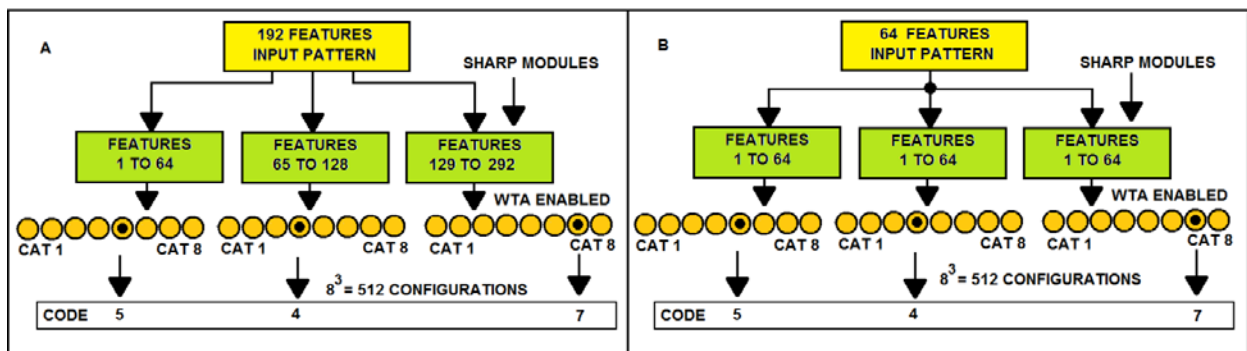 A
192 FEATURES
INPUT PATTERN
SHARP MODULES
FEATURES
1 TO 64
FEATURES
65 TO 128
FEATURES
129 TO 292
WTA ENABLED
CAT 1
CAT 8
CAT 1
CAT 8
CAT 1
CAT 8
8³ = 512 CONFIGURATIONS
CODE 5 4 7
B
64 FEATURES
INPUT PATTERN
SHARP MODULES
FEATURES
1 TO 64
FEATURES
1 TO 64
FEATURES
1 TO 64
WTA ENABLED
CAT 1
CAT 8
CAT 1
CAT 8
CAT 1
CAT 8
8³ = 512 CONFIGURATIONS
CODE 5 4 7